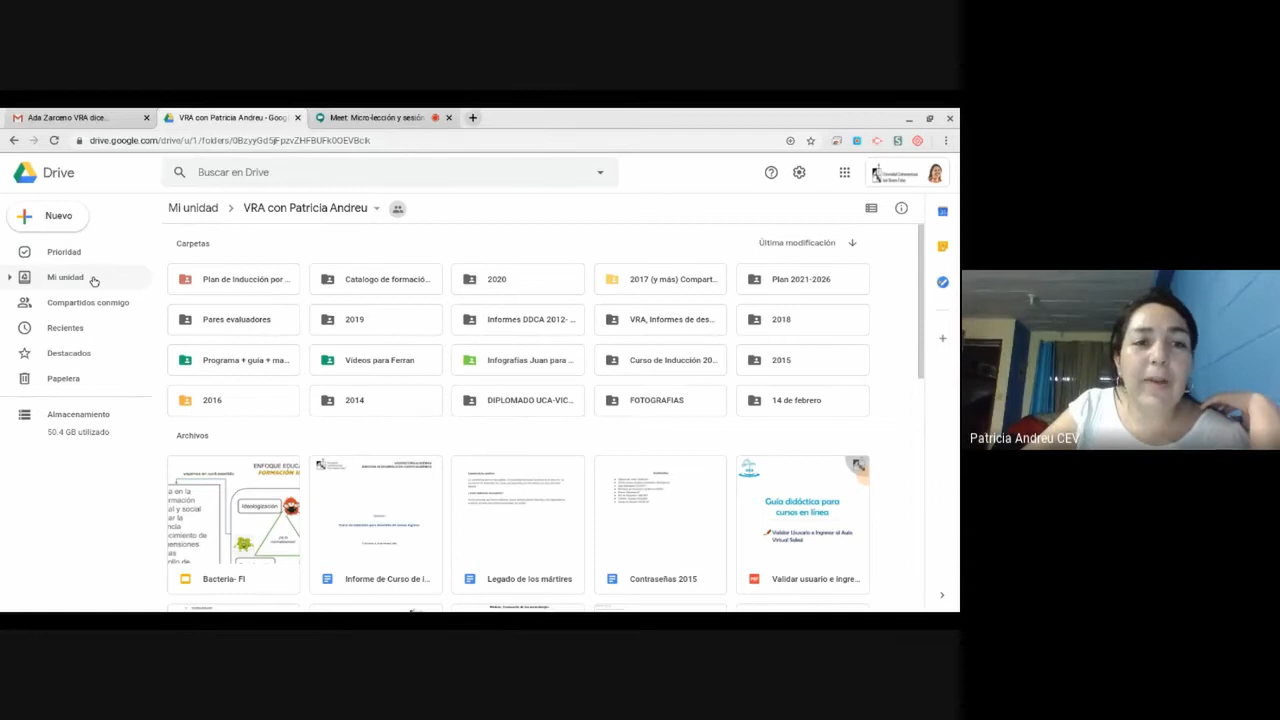 Ada Zarceno VRA dice...
VRA con Patricia Andreu - Goog
Meet: Micro-lección y sesión
drive.google.com/drive/u/1/folders/0BzyyGd5jFpzvZHFBUFk0OEVBclk
Drive
Buscar en Drive
Nuevo
Mi unidad > VRA con Patricia Andreu
Prioridad
Mi unidad
Compartidos conmigo
Recientes
Destacados
Papelera
Almacenamiento
50.4 GB utilizado
Carpetas
Última modificación
Plan de Inducción por ...
Catalogo de formació...
2020
2017 (y más) Compart...
Plan 2021-2026
Pares evaluadores
2019
Informes DDCA 2012- ...
VRA, Informes de des...
2018
Programa + guía + ma...
Vídeos para Ferran
Infografías Juan para ...
Curso de Inducción 20...
2015
2016
2014
DIPLOMADO UCA-VIC...
FOTOGRAFIAS
14 de febrero
Archivos
ENFOQUE EDUC
FORMACIÓN
Ideologización
Guía didáctica para
cursos en línea
Validar Usuario e Ingresar al Aula
Virtual Sakai
Bacteria- FI
Informe de Curso de i...
Legado de los mártires
Contraseñas 2015
Validar usuario e ingre...
Patricia Andreu CEV